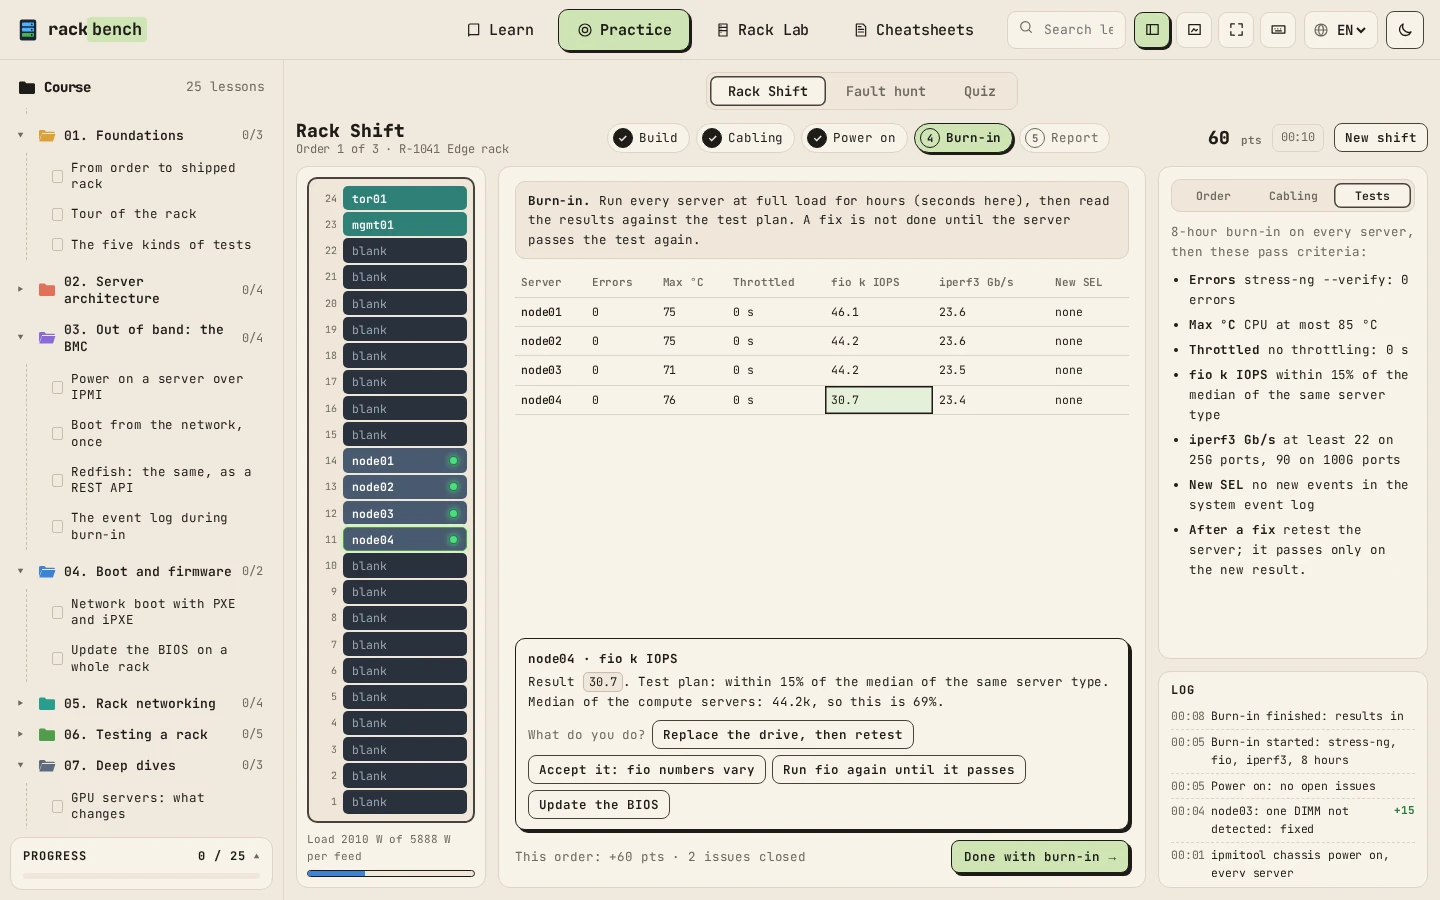 rackbench
Learn
Practice
Rack Lab
Cheatsheets
Search le
EN
Course
25 lessons
01. Foundations
0/3
From order to shipped
rack
Tour of the rack
The five kinds of tests
02. Server
architecture
0/4
03. Out of band: the
BMC
0/4
Power on a server over
IPMI
Boot from the network,
once
Redfish: the same, as a
REST API
The event log during
burn-in
04. Boot and firmware
0/2
Network boot with PXE
and iPXE
Update the BIOS on a
whole rack
05. Rack networking
0/4
06. Testing a rack
0/5
07. Deep dives
0/3
GPU servers: what
changes
PROGRESS
0 / 25
Rack Shift
Fault hunt
Quiz
Rack Shift
Order 1 of 3 · R-1041 Edge rack
Build
Cabling
Power on
4 Burn-in
5 Report
60 pts
00:10
New shift
24 tor01
23 mgmt01
22 blank
21 blank
20 blank
19 blank
18 blank
17 blank
16 blank
15 blank
14 node01
13 node02
12 node03
11 node04
10 blank
9 blank
8 blank
7 blank
6 blank
5 blank
4 blank
3 blank
2 blank
1 blank
Load 2010 W of 5888 W
per feed
Burn-in. Run every server at full load for hours (seconds here), then read
the results against the test plan. A fix is not done until the server
passes the test again.
Server Errors Max °C Throttled fio k IOPS iperf3 Gb/s New SEL
node01 0 75 0 s 46.1 23.6 none
node02 0 75 0 s 44.2 23.6 none
node03 0 71 0 s 44.2 23.5 none
node04 0 76 0 s 30.7 23.4 none
node04 · fio k IOPS
Result 30.7. Test plan: within 15% of the median of the same server type.
Median of the compute servers: 44.2k, so this is 69%.
What do you do? Replace the drive, then retest
Accept it: fio numbers vary
Run fio again until it passes
Update the BIOS
This order: +60 pts · 2 issues closed
Done with burn-in →
Order
Cabling
Tests
8-hour burn-in on every server,
then these pass criteria:
• Errors stress-ng --verify: 0
errors
• Max °C CPU at most 85 °C
• Throttled no throttling: 0 s
• fio k IOPS within 15% of the
median of the same server
type
• iperf3 Gb/s at least 22 on
25G ports, 90 on 100G ports
• New SEL no new events in the
system event log
• After a fix retest the
server; it passes only on
the new result.
LOG
00:08 Burn-in finished: results in
00:05 Burn-in started: stress-ng,
fio, iperf3, 8 hours
00:05 Power on: no open issues
00:04 node03: one DIMM not
detected: fixed
+15
00:01 ipmitool chassis power on,
every server